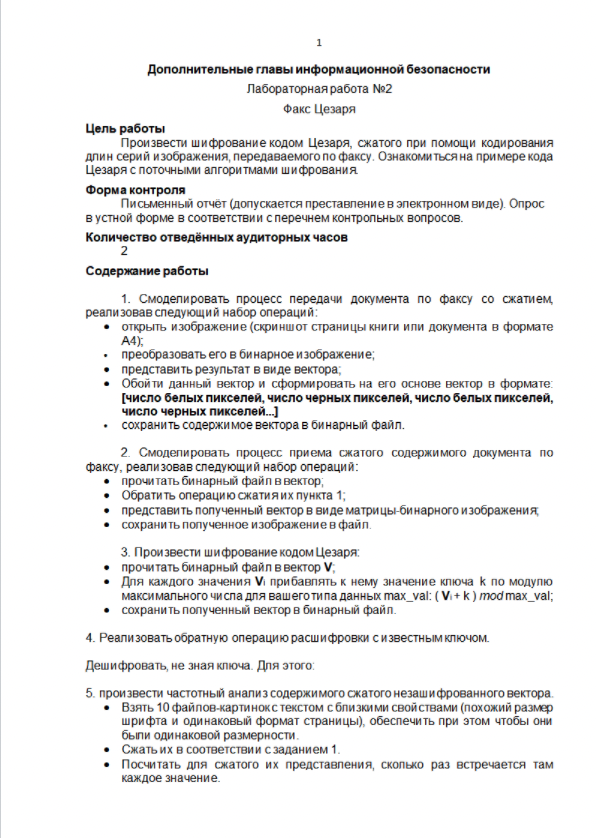 1
Дополнительные главы информационной безопасности
Лабораторная работа №2
Факс Цезаря
Цель работы
Произвести шифрование кодом Цезаря, сжатого при помощи кодирования
длин серий изображения, передаваемого по факсу. Ознакомиться на примере кода
Цезаря с поточными алгоритмами шифрования.
Форма контроля
Письменный отчёт (допускается преставление в электронном виде). Опрос
в устной форме в соответствии с перечнем контрольных вопросов.
Количество отведённых аудиторных часов
2
Содержание работы
1. Смоделировать процесс передачи документа по факсу со сжатием,
реализовав следующий набор операций:
• открыть изображение (скриншот страницы книги или документа в формате
А4);
• преобразовать его в бинарное изображение;
• представить результат в виде вектора;
• Обойти данный вектор и сформировать на его основе вектор в формате:
[число белых пикселей, число черных пикселей, число белых пикселей,
число черных пикселей...]
• сохранить содержимое вектора в бинарный файл.
2. Смоделировать процесс приема сжатого содержимого документа по
факсу, реализовав следующий набор операций:
• прочитать бинарный файл в вектор;
• Обратить операцию сжатия их пункта 1;
• представить полученный вектор в виде матрицы-бинарного изображения;
• сохранить полученное изображение в файл.
3. Произвести шифрование кодом Цезаря:
• прочитать бинарный файл в вектор V;
• Для каждого значения Vi прибавлять к нему значение ключа k по модулю
максимального числа для вашего типа данных max_val: ( Vi + k ) mod max_val;
• сохранить полученный вектор в бинарный файл.
4. Реализовать обратную операцию расшифровки с известным ключом.
Дешифровать, не зная ключа. Для этого:
5. произвести частотный анализ содержимого сжатого незашифрованного вектора.
• Взять 10 файлов-картинок с текстом с близкими свойствами (похожий размер
шрифта и одинаковый формат страницы), обеспечить при этом чтобы они
были одинаковой размерности.
• Сжать их в соответствии с заданием 1.
• Посчитать для сжатого их представления, сколько раз встречается там
каждое значение.